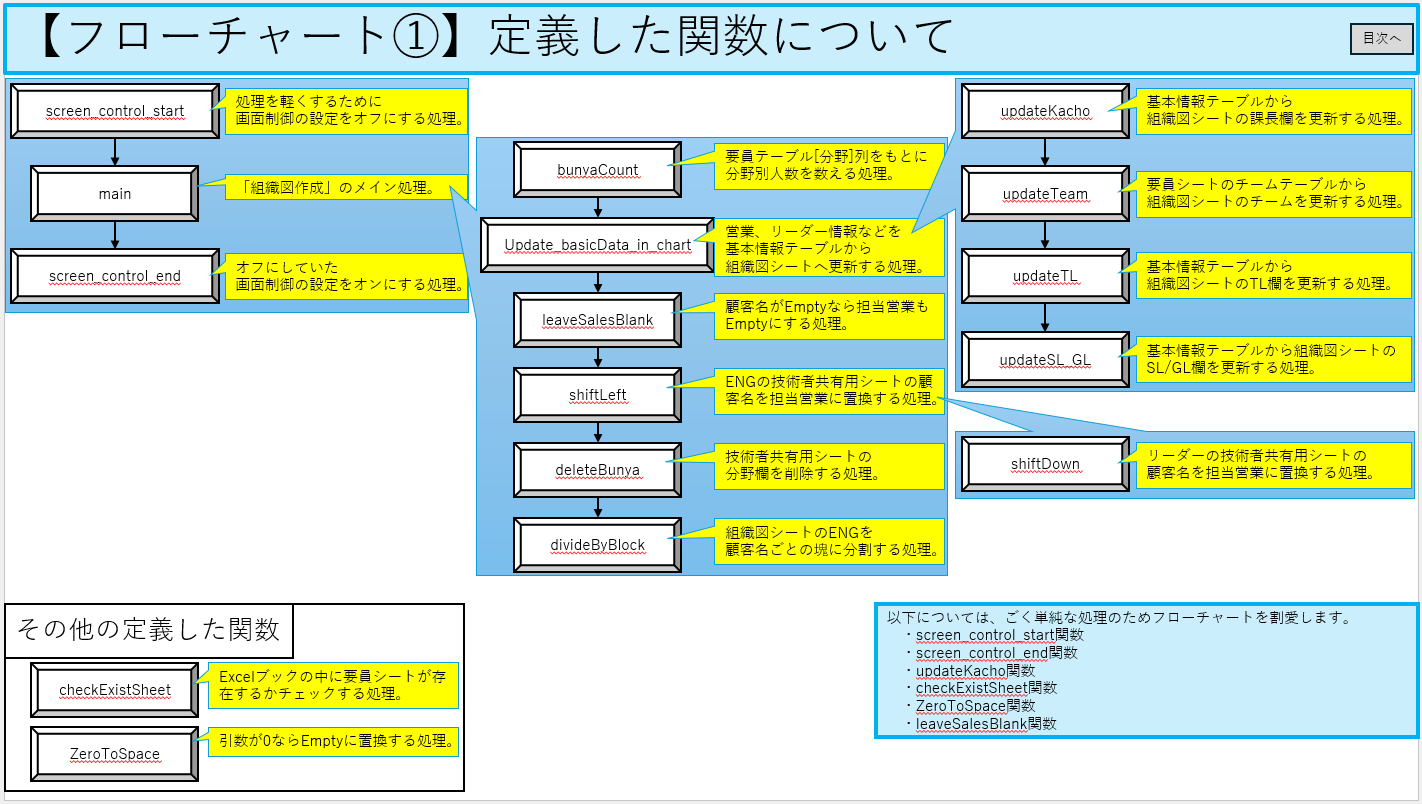 【フローチャート①】定義した関数について
目次へ
screen_control_start
処理を軽くするために
画面制御の設定をオフにする処理。
main
「組織図作成」のメイン処理。
screen_control_end
オフにしていた
画面制御の設定をオンにする処理。
bunyaCount
要員テーブル[分野]列をもとに
分野別人数を数える処理。
Update_basicData_in_chart
営業、リーダー情報などを
基本情報テーブルから
組織図シートへ更新する処理。
leaveSalesBlank
顧客名がEmptyなら担当営業も
Emptyにする処理。
shiftLeft
ENGの技術者共有用シートの顧
客名を担当営業に置換する処理。
deleteBunya
技術者共有用シートの
分野欄を削除する処理。
divideByBlock
組織図シートのENGを
顧客名ごとの塊に分割する処理。
updateKacho
基本情報テーブルから
組織図シートの課長欄を更新する処理。
updateTeam
要員シートのチームテーブルから
組織図シートのチームを更新する処理。
updateTL
基本情報テーブルから
組織図シートのTL欄を更新する処理。
updateSL_GL
基本情報テーブルから組織図シートの
SL/GL欄を更新する処理。
shiftDown
リーダーの技術者共有用シートの
顧客名を担当営業に置換する処理。
その他の定義した関数
checkExistSheet
Excelブックの中に要員シートが存
在するかチェックする処理。
ZeroToSpace
引数が0ならEmptyに置換する処理。
以下については、ごく単純な処理のためフローチャートを割愛します。
・screen_control_start関数
・screen_control_end関数
・updateKacho関数
・checkExistSheet関数
・ZeroToSpace関数
・leaveSalesBlank関数